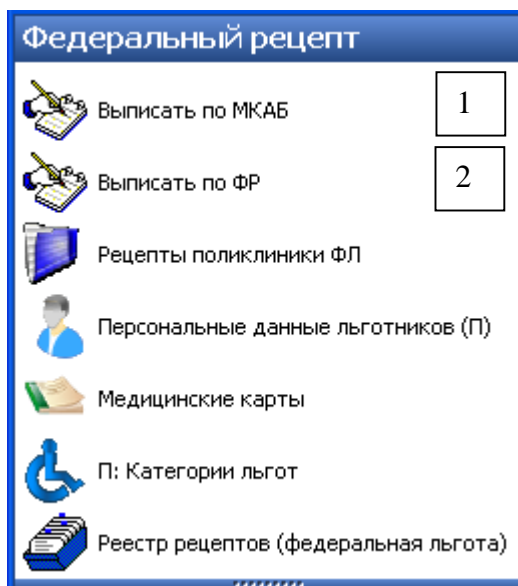 Федеральный рецепт
Выписать по МКАБ 1
Выписать по ФР 2
Рецепты поликлиники ФЛ
Персональные данные льготников (П)
Медицинские карты
П: Категории льгот
Реестр рецептов (федеральная льгота)